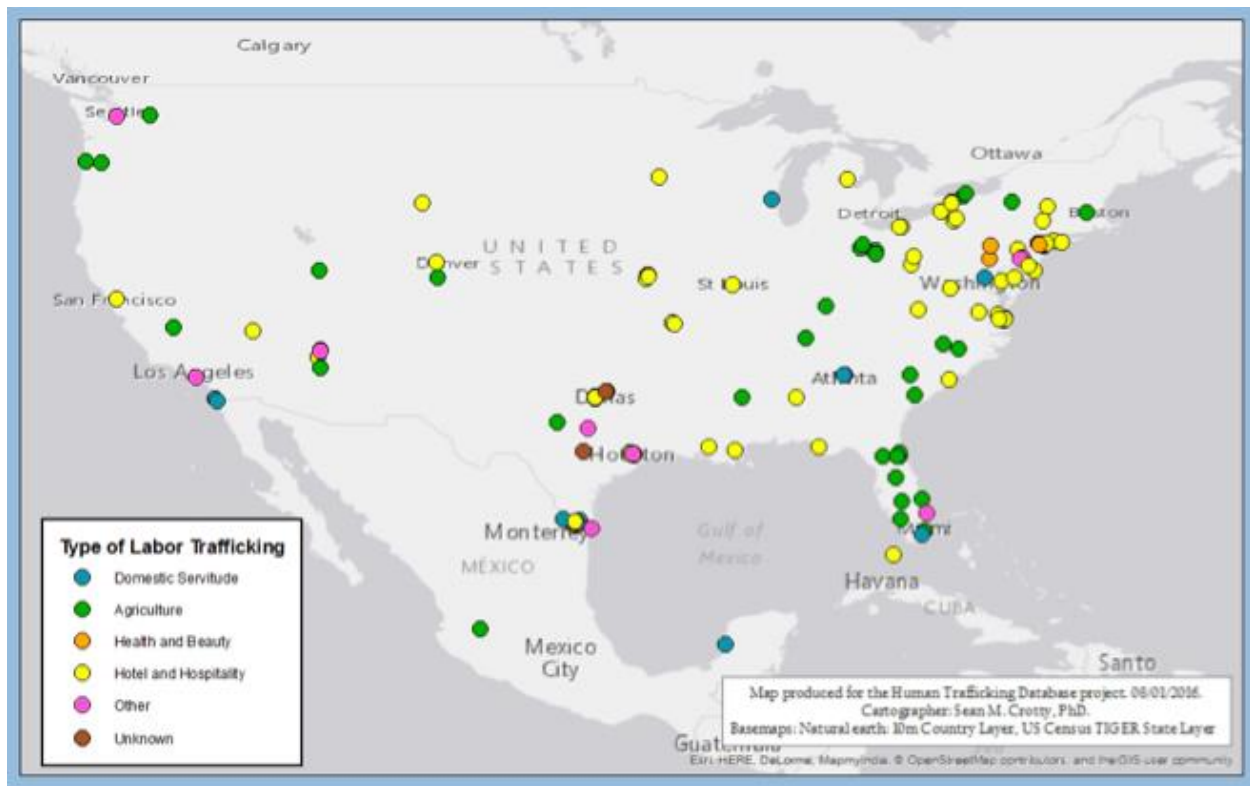 Calgary
Vancouver
Seattle
Ottawa
Detroit
Boston
UNITED
STATES
Denver
San Francisco
St Louis
Washington
Los Angeles
Atlanta
Dallas
Houston
Monterrey
Miami
Gulf of
Mexico
MÉXICO
Havana
CUBA
Mexico
City
Santo
Guatemala
Type of Labor Trafficking
Domestic Servitude
Agriculture
Health and Beauty
Hotel and Hospitality
Other
Unknown
Map produced for the Human Trafficking Database project. 06/01/2016.
Cartographer: Sean M. Crotty, PhD.
Basemaps: Natural earth: 10m Country Layer, US Census TIGER State Layer
Esri, HERE, DeLorme, MapmyIndia, © OpenStreetMap contributors, and the GIS user community